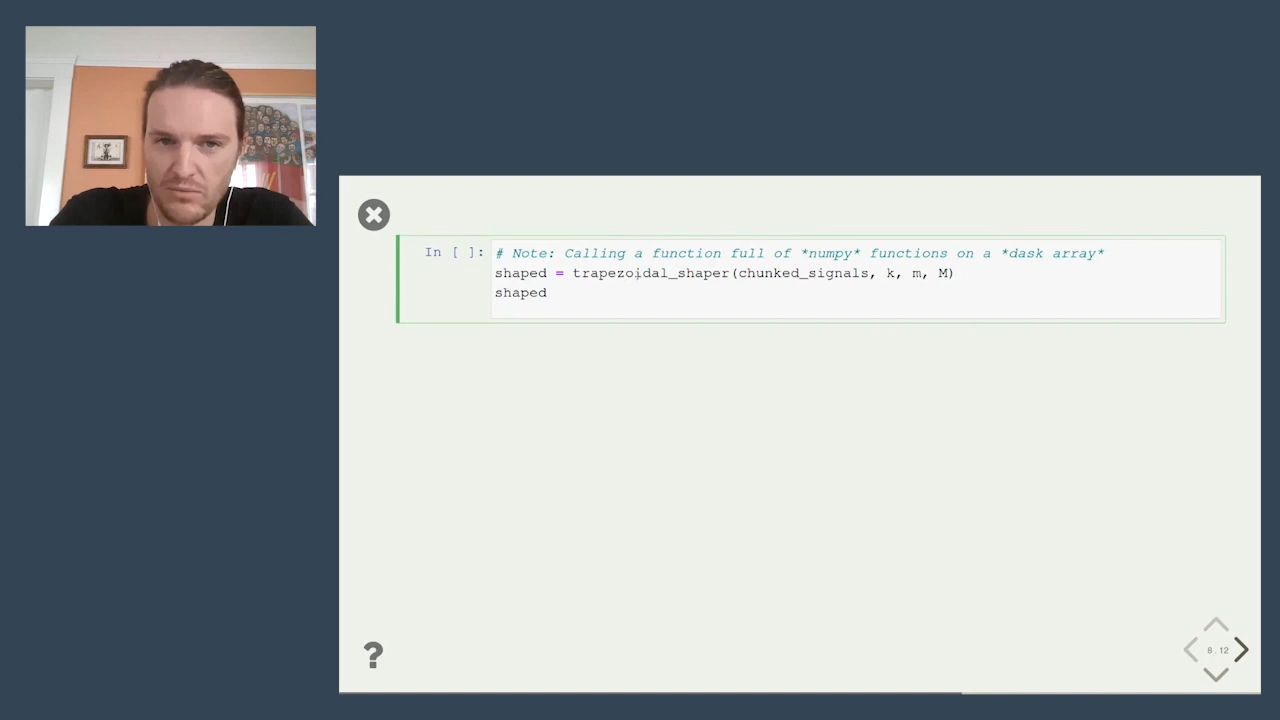 In [ ]: # Note: Calling a function full of *numpy* functions on a *dask array*
shaped = trapezoidal_shaper(chunked_signals, k, m, M)
shaped
?
8.12